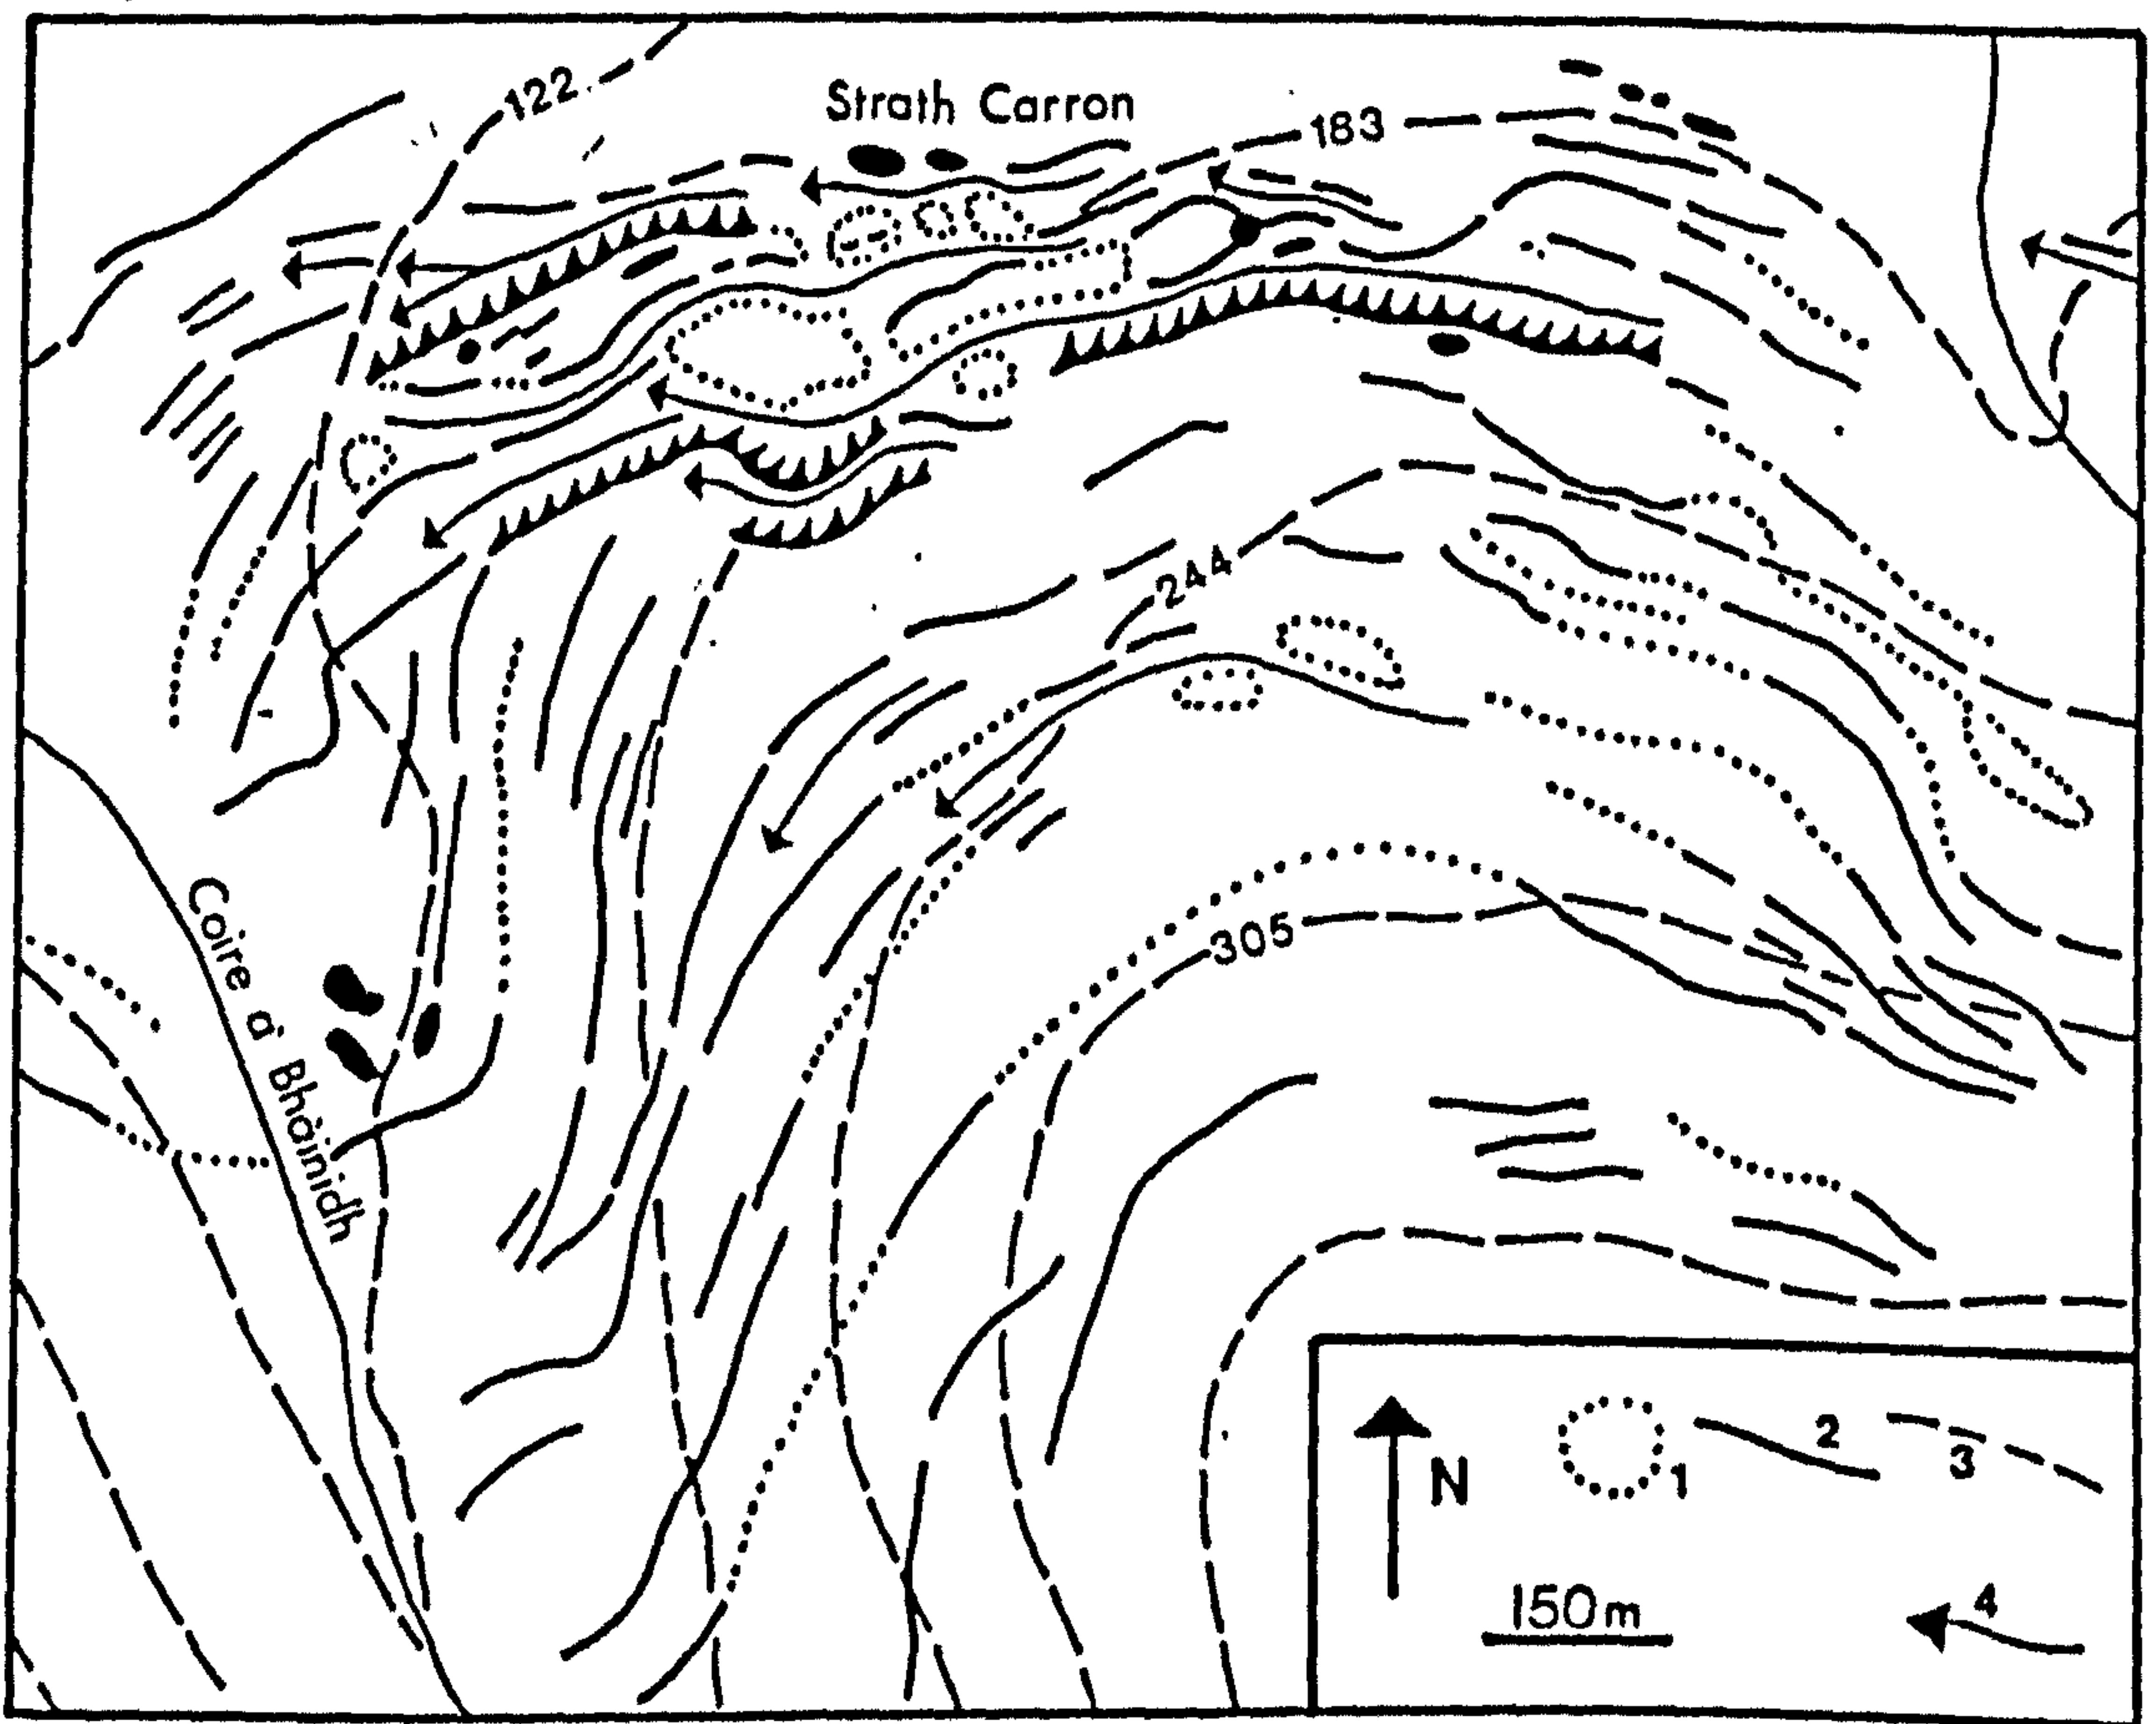 122
Strath Carron
183
244
Coire a' Bhainidh
305
1
2
3
N
150m
4